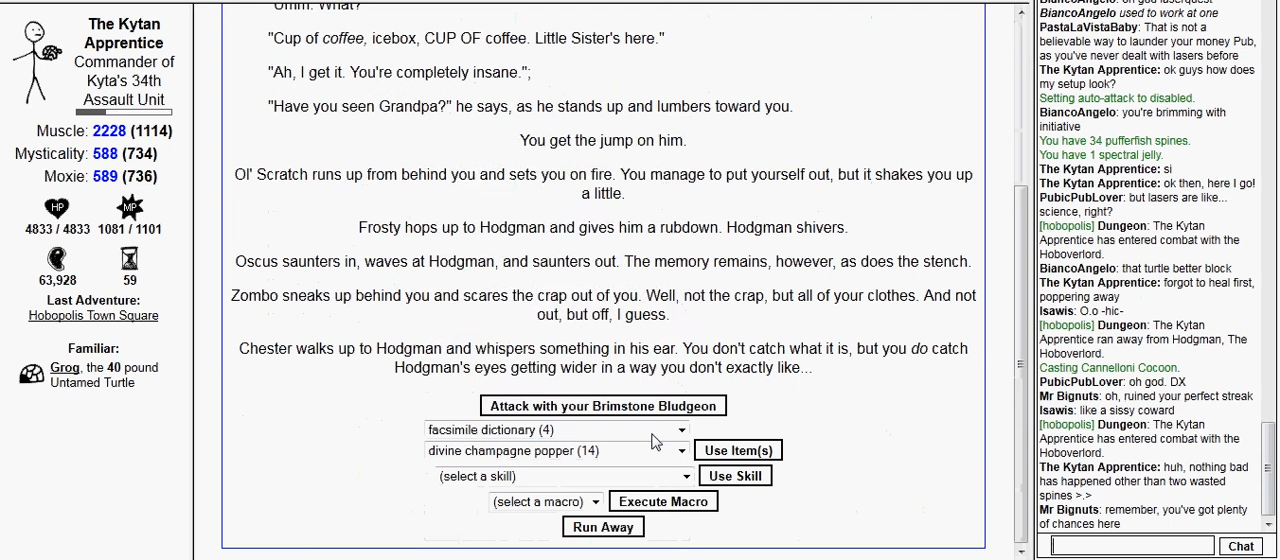 The Kytan
Apprentice
Commander of
Kyta's 34th
Assault Unit
Muscle: 2228 (1114)
Mysticality: 588 (734)
Moxie: 589 (736)
HP
MP
4833 / 4833
1081 / 1101
63,928
59
Last Adventure:
Hobopolis Town Square
Familiar:
Grog, the 40 pound
Untamed Turtle
"Cup of coffee, icebox, CUP OF coffee. Little Sister's here."
"Ah, I get it. You're completely insane.";
"Have you seen Grandpa?" he says, as he stands up and lumbers toward you.
You get the jump on him.
Ol' Scratch runs up from behind you and sets you on fire. You manage to put yourself out, but it shakes you up
a little.
Frosty hops up to Hodgman and gives him a rubdown. Hodgman shivers.
Oscus saunters in, waves at Hodgman, and saunters out. The memory remains, however, as does the stench.
Zombo sneaks up behind you and scares the crap out of you. Well, not the crap, but all of your clothes. And not
out, but off, I guess.
Chester walks up to Hodgman and whispers something in his ear. You don't catch what it is, but you do catch
Hodgman's eyes getting wider in a way you don't exactly like...
Attack with your Brimstone Bludgeon
facsimile dictionary (4)
divine champagne popper (14)
Use Item(s)
(select a skill)
Use Skill
(select a macro)
Execute Macro
Run Away
BiancoAngelo used to work at one
PastaLaVistaBaby: That is not a
believable way to launder your money Pub,
as you've never dealt with lasers before
The Kytan Apprentice: ok guys how does
my setup look?
Setting auto-attack to disabled.
BiancoAngelo: you're brimming with
initiative
You have 34 pufferfish spines.
You have 1 spectral jelly.
The Kytan Apprentice: si
The Kytan Apprentice: ok then, here I go!
PubicPubLover: but lasers are like...
science, right?
[hobopolis] Dungeon: The Kytan
Apprentice has entered combat with the
Hoboverlord.
BiancoAngelo: that turtle better block
The Kytan Apprentice: forgot to heal first,
poppering away
Isawis: O.o -hic-
[hobopolis] Dungeon: The Kytan
Apprentice ran away from Hodgman, The
Hoboverlord.
Casting Cannelloni Cocoon.
PubicPubLover: oh god. DX
Mr Bignuts: oh, ruined your perfect streak
Isawis: like a sissy coward
[hobopolis] Dungeon: The Kytan
Apprentice has entered combat with the
Hoboverlord.
The Kytan Apprentice: huh, nothing bad
has happened other than two wasted
spines >.>
Mr Bignuts: remember, you've got plenty
of chances here
Chat